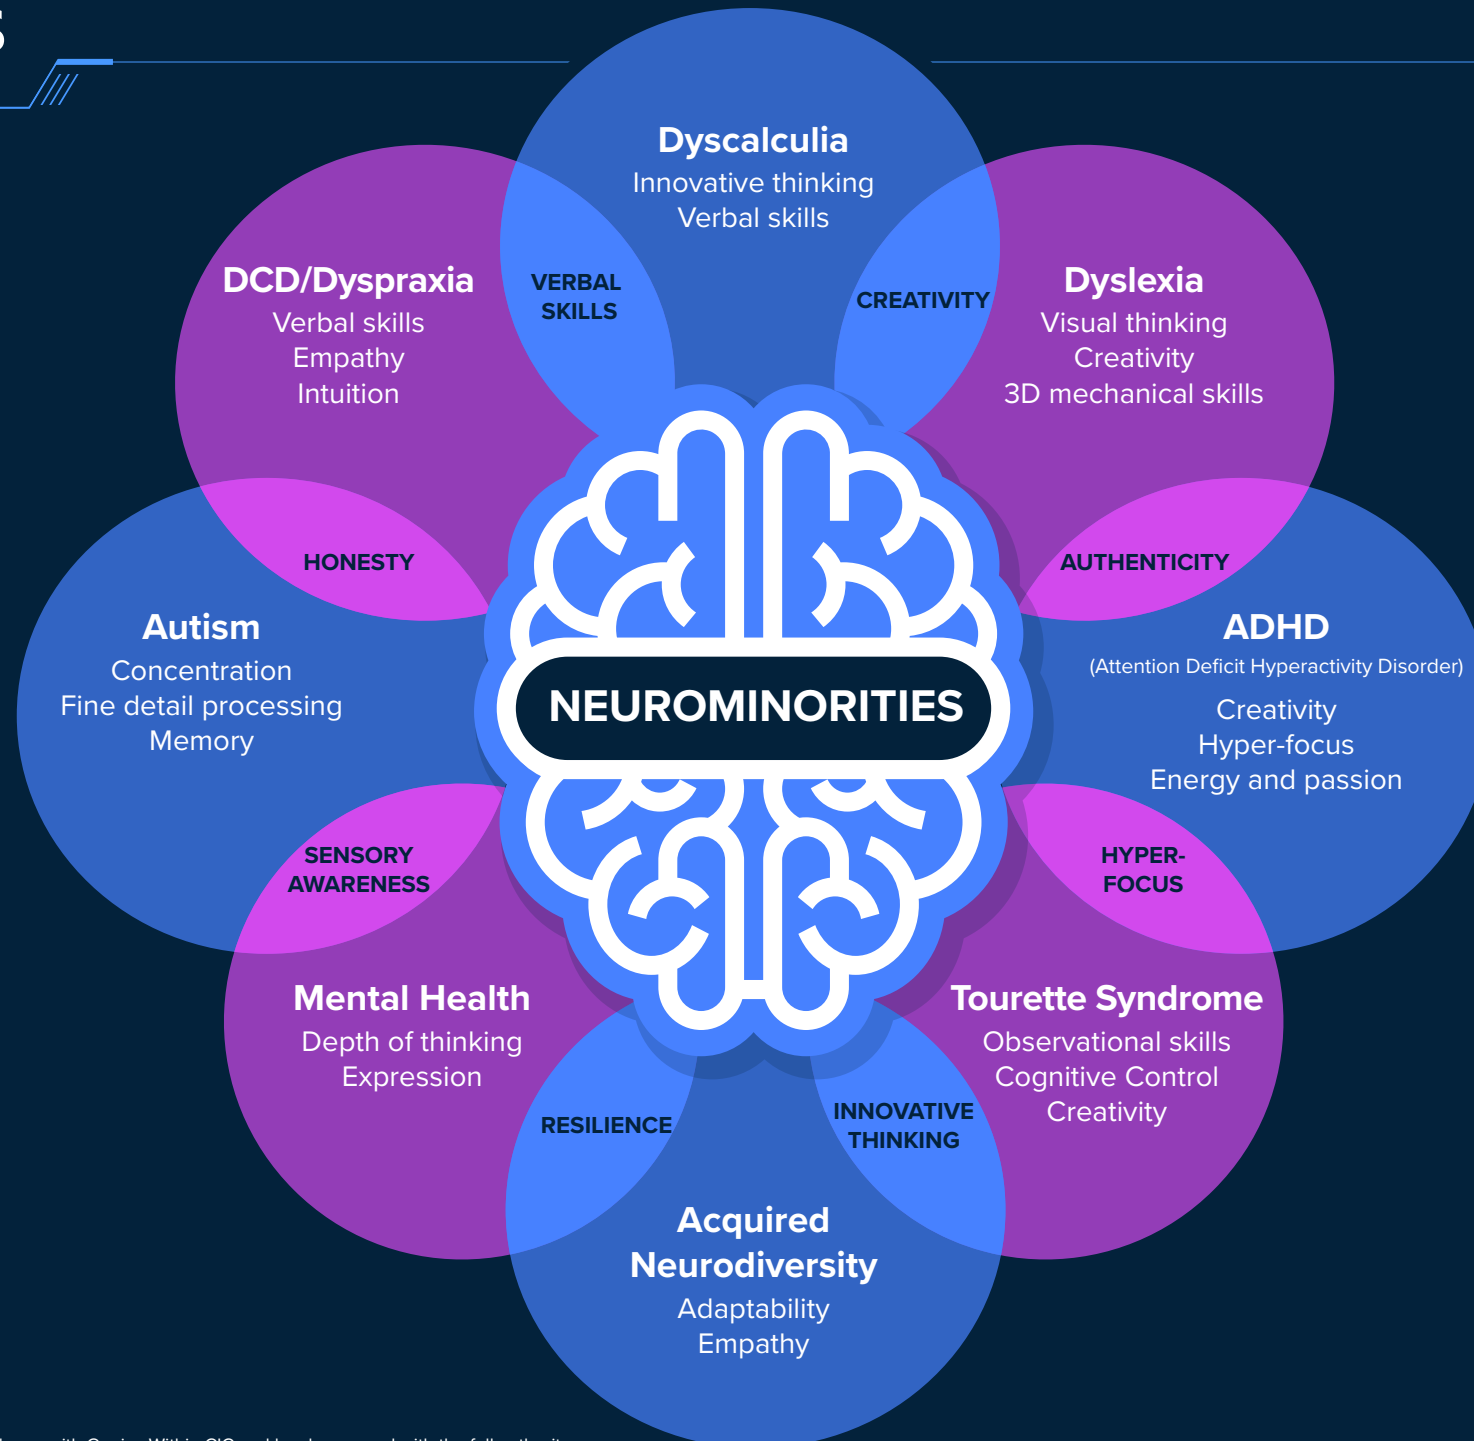 S
Dyscalculia
Innovative thinking
Verbal skills
DCD/Dyspraxia
Verbal skills
Empathy
Intuition
VERBAL
SKILLS
CREATIVITY
Dyslexia
Visual thinking
Creativity
3D mechanical skills
HONESTY
AUTHENTICITY
Autism
Concentration
Fine detail processing
Memory
NEUROMINORITIES
ADHD
(Attention Deficit Hyperactivity Disorder)
Creativity
Hyper-focus
Energy and passion
SENSORY
AWARENESS
HYPER-
FOCUS
Mental Health
Depth of thinking
Expression
Tourette Syndrome
Observational skills
Cognitive Control
Creativity
RESILIENCE
INNOVATIVE
THINKING
Acquired
Neurodiversity
Adaptability
Empathy